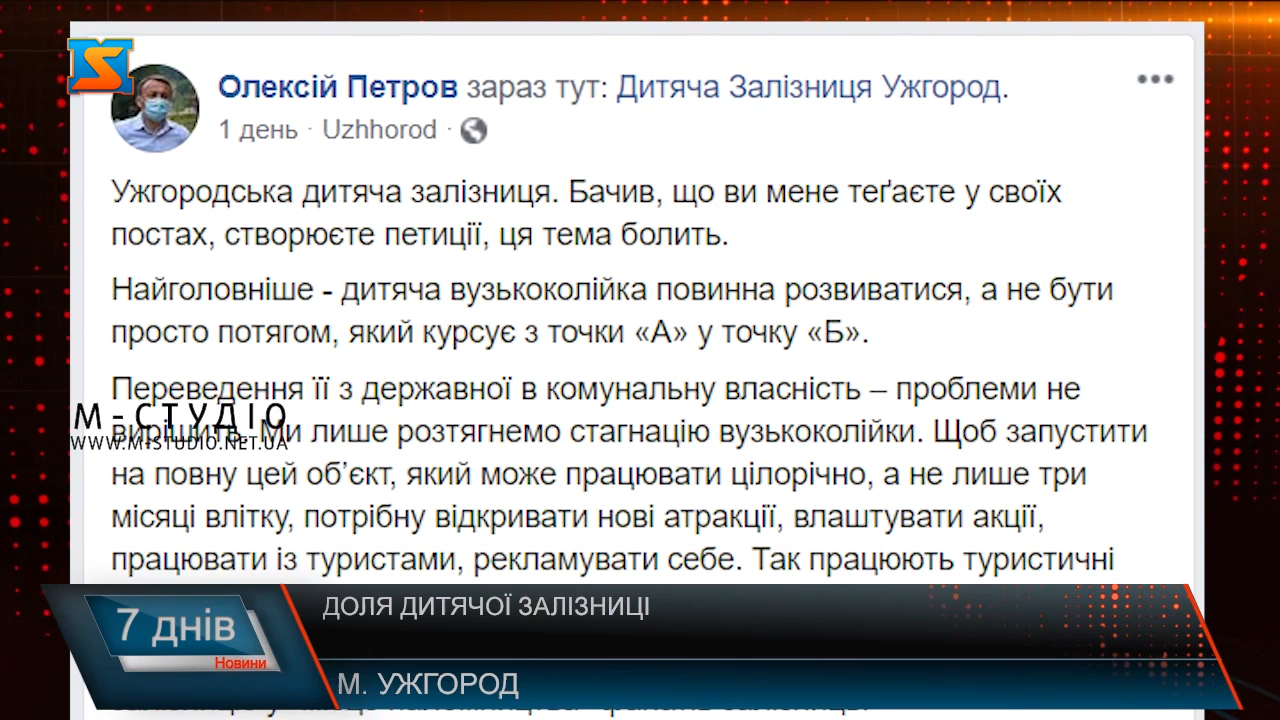 Олексій Петров зараз тут: Дитяча Залізниця Ужгород.
1 день · Uzhhorod ·
Ужгородська дитяча залізниця. Бачив, що ви мене теґаєте у своїх
постах, створюєте петиції, ця тема болить.
Найголовніше - дитяча вузькоколійка повинна розвиватися, а не бути
просто потягом, який курсує з точки «А» у точку «Б».
Переведення її з державної в комунальну власність – проблеми не
М-СТУДІО
Ми лише розтягнемо стагнацію вузькоколійки. Щоб запустити
WWW.M-STUDIO.NET.UA
на повну цей об’єкт, який може працювати цілорічно, а не лише три
місяці влітку, потрібну відкривати нові атракції, влаштувати акції,
працювати із туристами, рекламувати себе. Так працюють туристичні
7 днів
Новини
ДОЛЯ ДИТЯЧОЇ ЗАЛІЗНИЦІ
М. УЖГОРОД